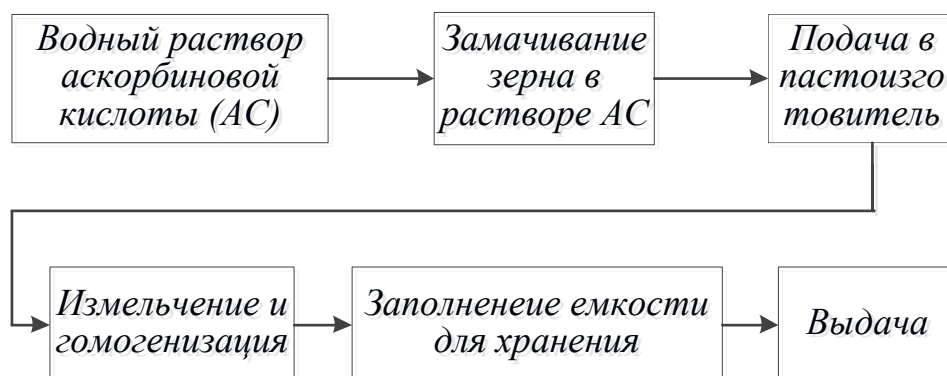 Водный раствор
аскорбиновой
кислоты (АС)
Замачивание
зерна в
растворе АС
Подача в
пастоизго
товитель
Измельчение и
гомогенизация
Заполненеие емкости
для хранения
Выдача